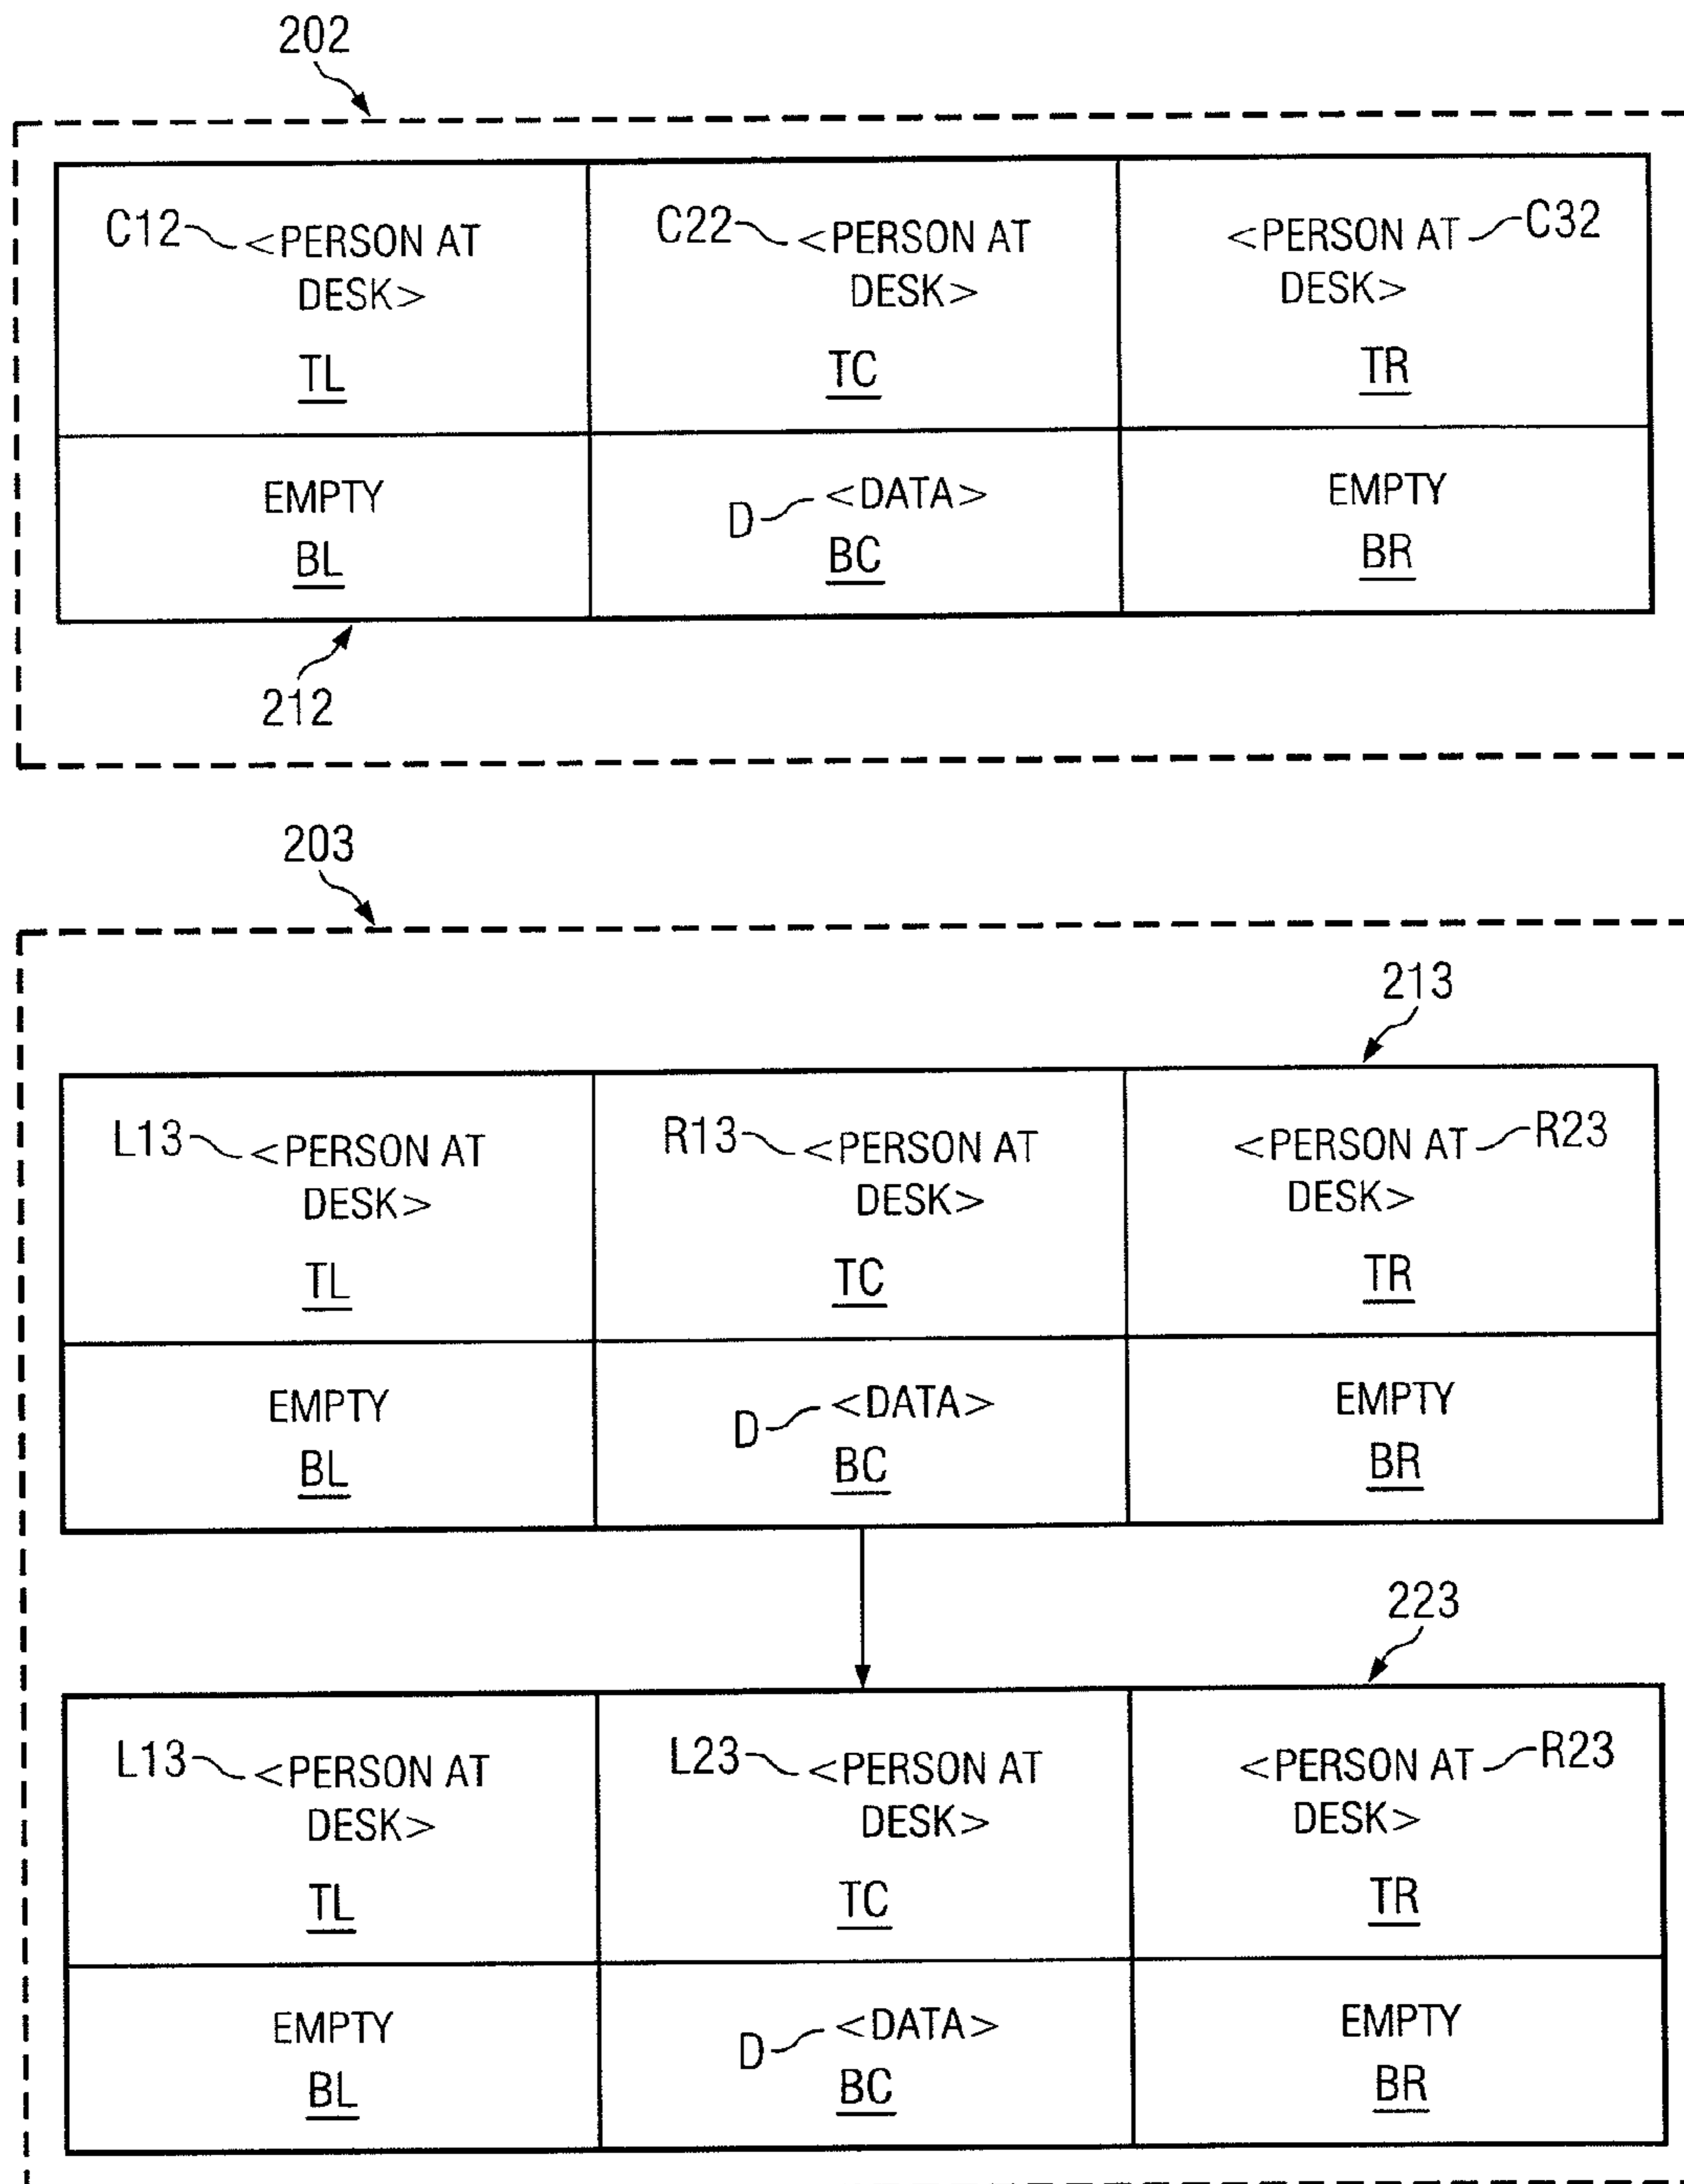 202
C12 <PERSON AT C22 <PERSON AT <PERSON AT C32
DESK> DESK> DESK>
TL TC TR
EMPTY D <DATA> EMPTY
BL BC BR
212
203
213
L13 <PERSON AT R13 <PERSON AT <PERSON AT R23
DESK> DESK> DESK>
TL TC TR
EMPTY D <DATA> EMPTY
BL BC BR
223
L13 <PERSON AT L23 <PERSON AT <PERSON AT R23
DESK> DESK> DESK>
TL TC TR
EMPTY D <DATA> EMPTY
BL BC BR